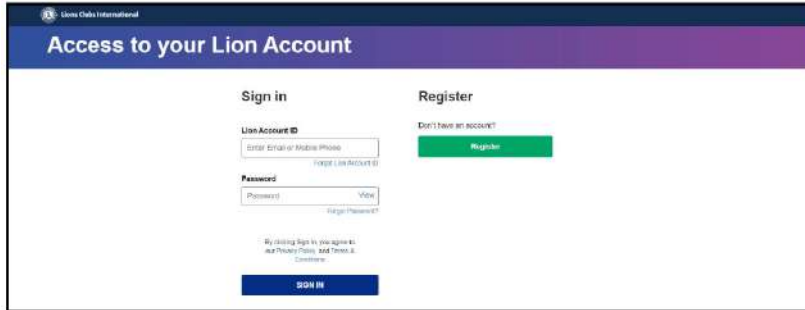 Lions Clubs International
Access to your Lion Account
Sign in
Lion Account ID
Enter Email or Mobile Phone
Forgot Lion Account ID
Password
Password
View
Forgot Password?
By clicking Sign In, you agree to
our Privacy Policy and Terms &
Conditions
SIGN IN
Register
Don't have an account?
Register